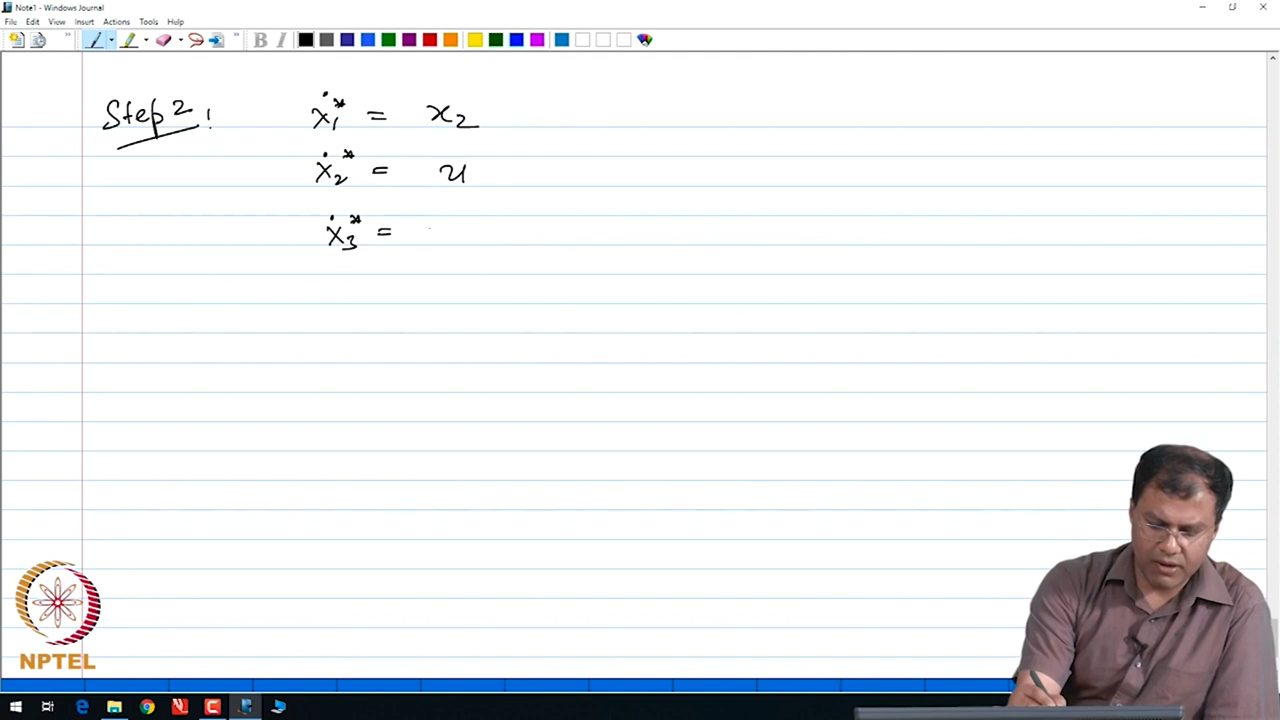 Note1 - Windows Journal
File Edit View Insert Actions Tools Help
B I
Step 2 :
ẋ₁* = x₂
ẋ₂* = u
ẋ₃* =
NPTEL